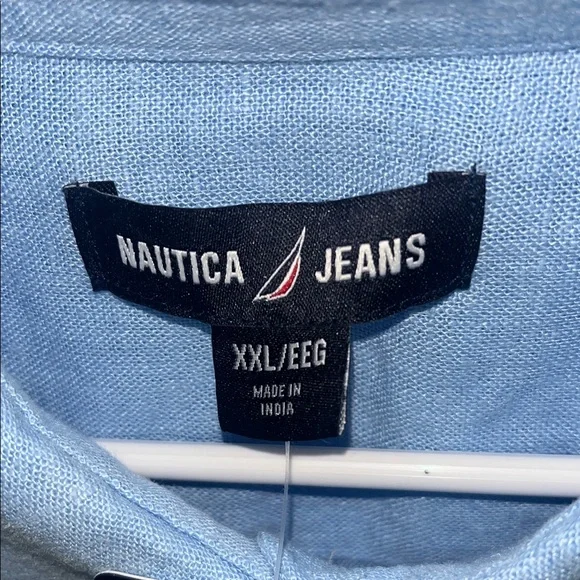 NAUTICA JEANS
XXL/EEG
MADE IN
INDIA